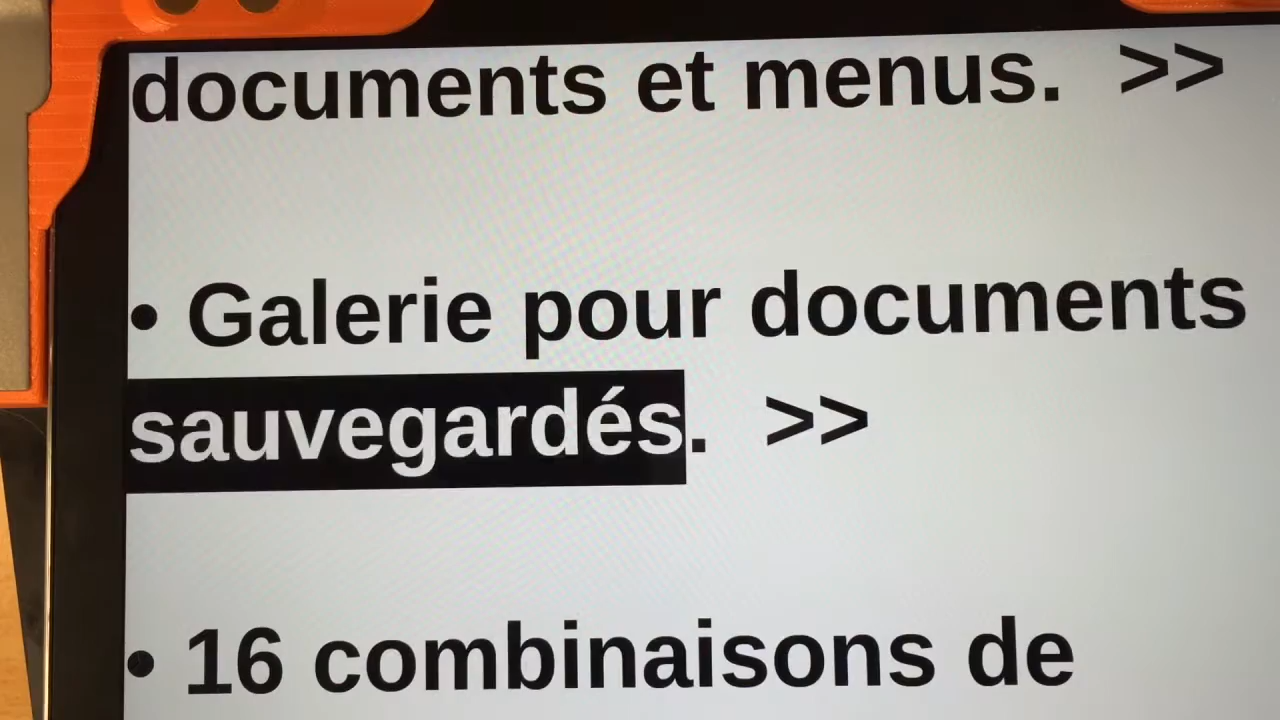 documents et menus. >>
• Galerie pour documents
sauvegardés. >>
• 16 combinaisons de